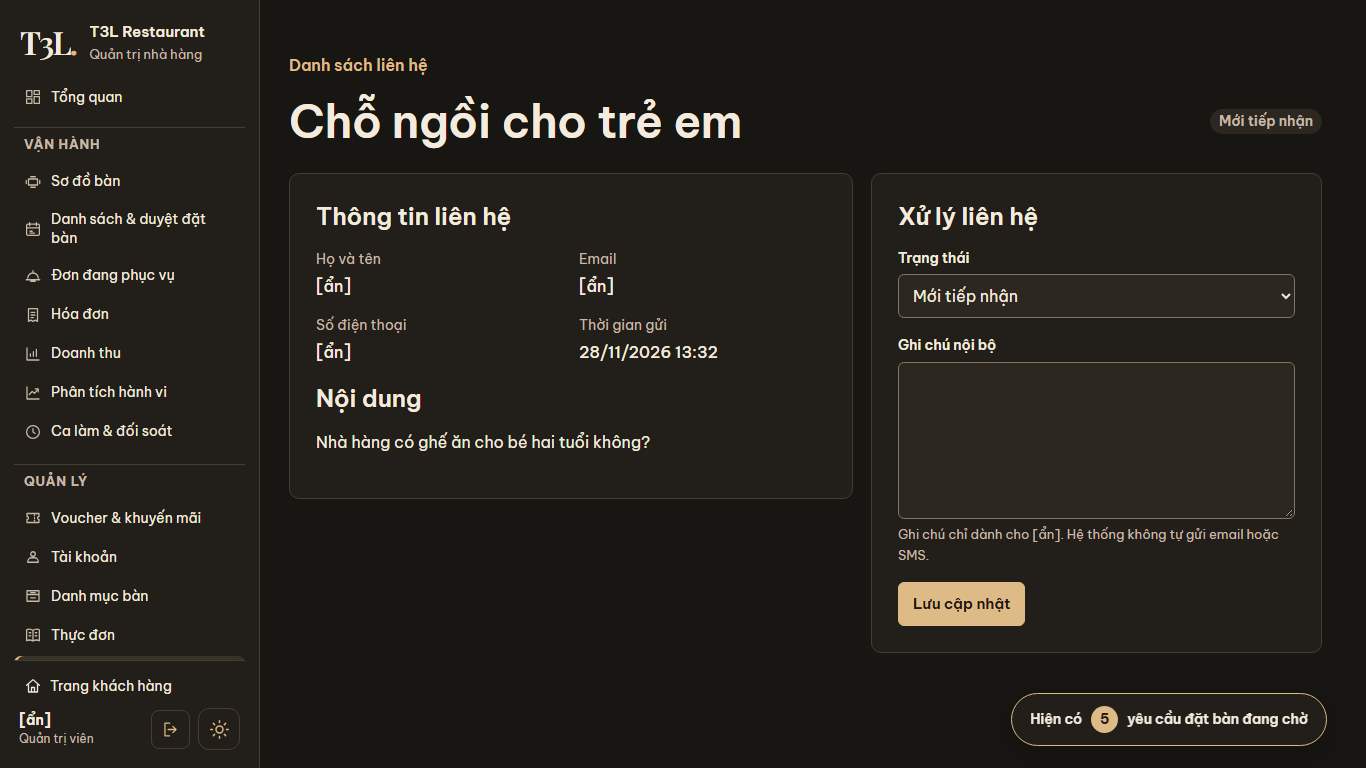 T3L.
T3L Restaurant
Quản trị nhà hàng
Tổng quan
VẬN HÀNH
Sơ đồ bàn
Danh sách & duyệt đặt
bàn
Đơn đang phục vụ
Hóa đơn
Doanh thu
Phân tích hành vi
Ca làm & đối soát
QUẢN LÝ
Voucher & khuyến mãi
Tài khoản
Danh mục bàn
Thực đơn
Trang khách hàng
[ẩn]
Quản trị viên
Danh sách liên hệ
Chỗ ngồi cho trẻ em
Mới tiếp nhận
Thông tin liên hệ
Họ và tên
[ẩn]
Email
[ẩn]
Số điện thoại
[ẩn]
Thời gian gửi
28/11/2026 13:32
Nội dung
Nhà hàng có ghế ăn cho bé hai tuổi không?
Xử lý liên hệ
Trạng thái
Mới tiếp nhận
Ghi chú nội bộ
Ghi chú chỉ dành cho [ẩn]. Hệ thống không tự gửi email hoặc
SMS.
Lưu cập nhật
Hiện có 5 yêu cầu đặt bàn đang chờ